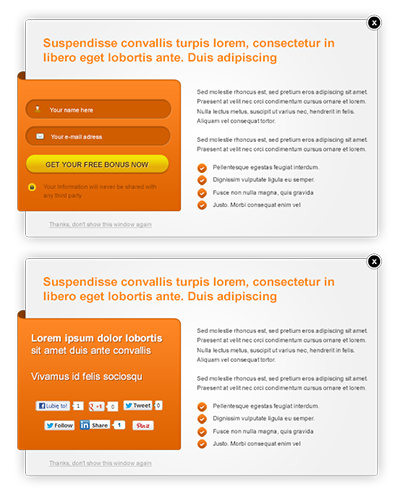 x
Suspendisse convallis turpis lorem, consectetur in
libero eget lobortis ante. Duis adipiscing
Your name here
Your e-mail adress
GET YOUR FREE BONUS NOW
Your information will never be shared with
any third party
Sed molestie rhoncus est, sed pretium eros adipiscing sit amet.
Praesent at velit nec orci condimentum cursus ornare et lorem.
Nulla lectus metus, suscipit ut varius nec, hendrerit in felis.
Aliquam vel consequat tortor.
Sed molestie rhoncus est, sed pretium eros adipiscing sit amet.
Praesent at velit nec orci condimentum cursus ornare et lorem.
Pellentesque egestas feugiat interdum.
Dignissim vulputate ligula eu semper.
Fusce non nulla magna, quis gravida
Justo. Morbi consequat enim vel
Thanks, don't show this window again
x
Suspendisse convallis turpis lorem, consectetur in
libero eget lobortis ante. Duis adipiscing
Lorem ipsum dolor lobortis
sit amet duis ante convallis
Vivamus id felis sociosqu
Lubię to! 1 +1 0 Tweet 0
Follow Share 1 Pin it
Sed molestie rhoncus est, sed pretium eros adipiscing sit amet.
Praesent at velit nec orci condimentum cursus ornare et lorem.
Nulla lectus metus, suscipit ut varius nec, hendrerit in felis.
Aliquam vel consequat tortor.
Sed molestie rhoncus est, sed pretium eros adipiscing sit amet.
Praesent at velit nec orci condimentum cursus ornare et lorem.
Pellentesque egestas feugiat interdum.
Dignissim vulputate ligula eu semper.
Fusce non nulla magna, quis gravida
Justo. Morbi consequat enim vel
Thanks, don't show this window again